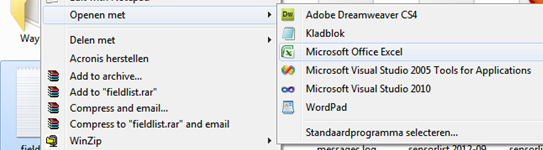 Way
Openen met
Delen met
Acronis herstellen
Add to archive...
Add to "fieldlist.rar"
Compress and email...
Compress to "fieldlist.rar" and email
WinZip
Adobe Dreamweaver CS4
Kladblok
Microsoft Office Excel
Microsoft Visual Studio 2005 Tools for Applications
Microsoft Visual Studio 2010
WordPad
Standaardprogramma selecteren...
messages.log sensorlist 2012-09